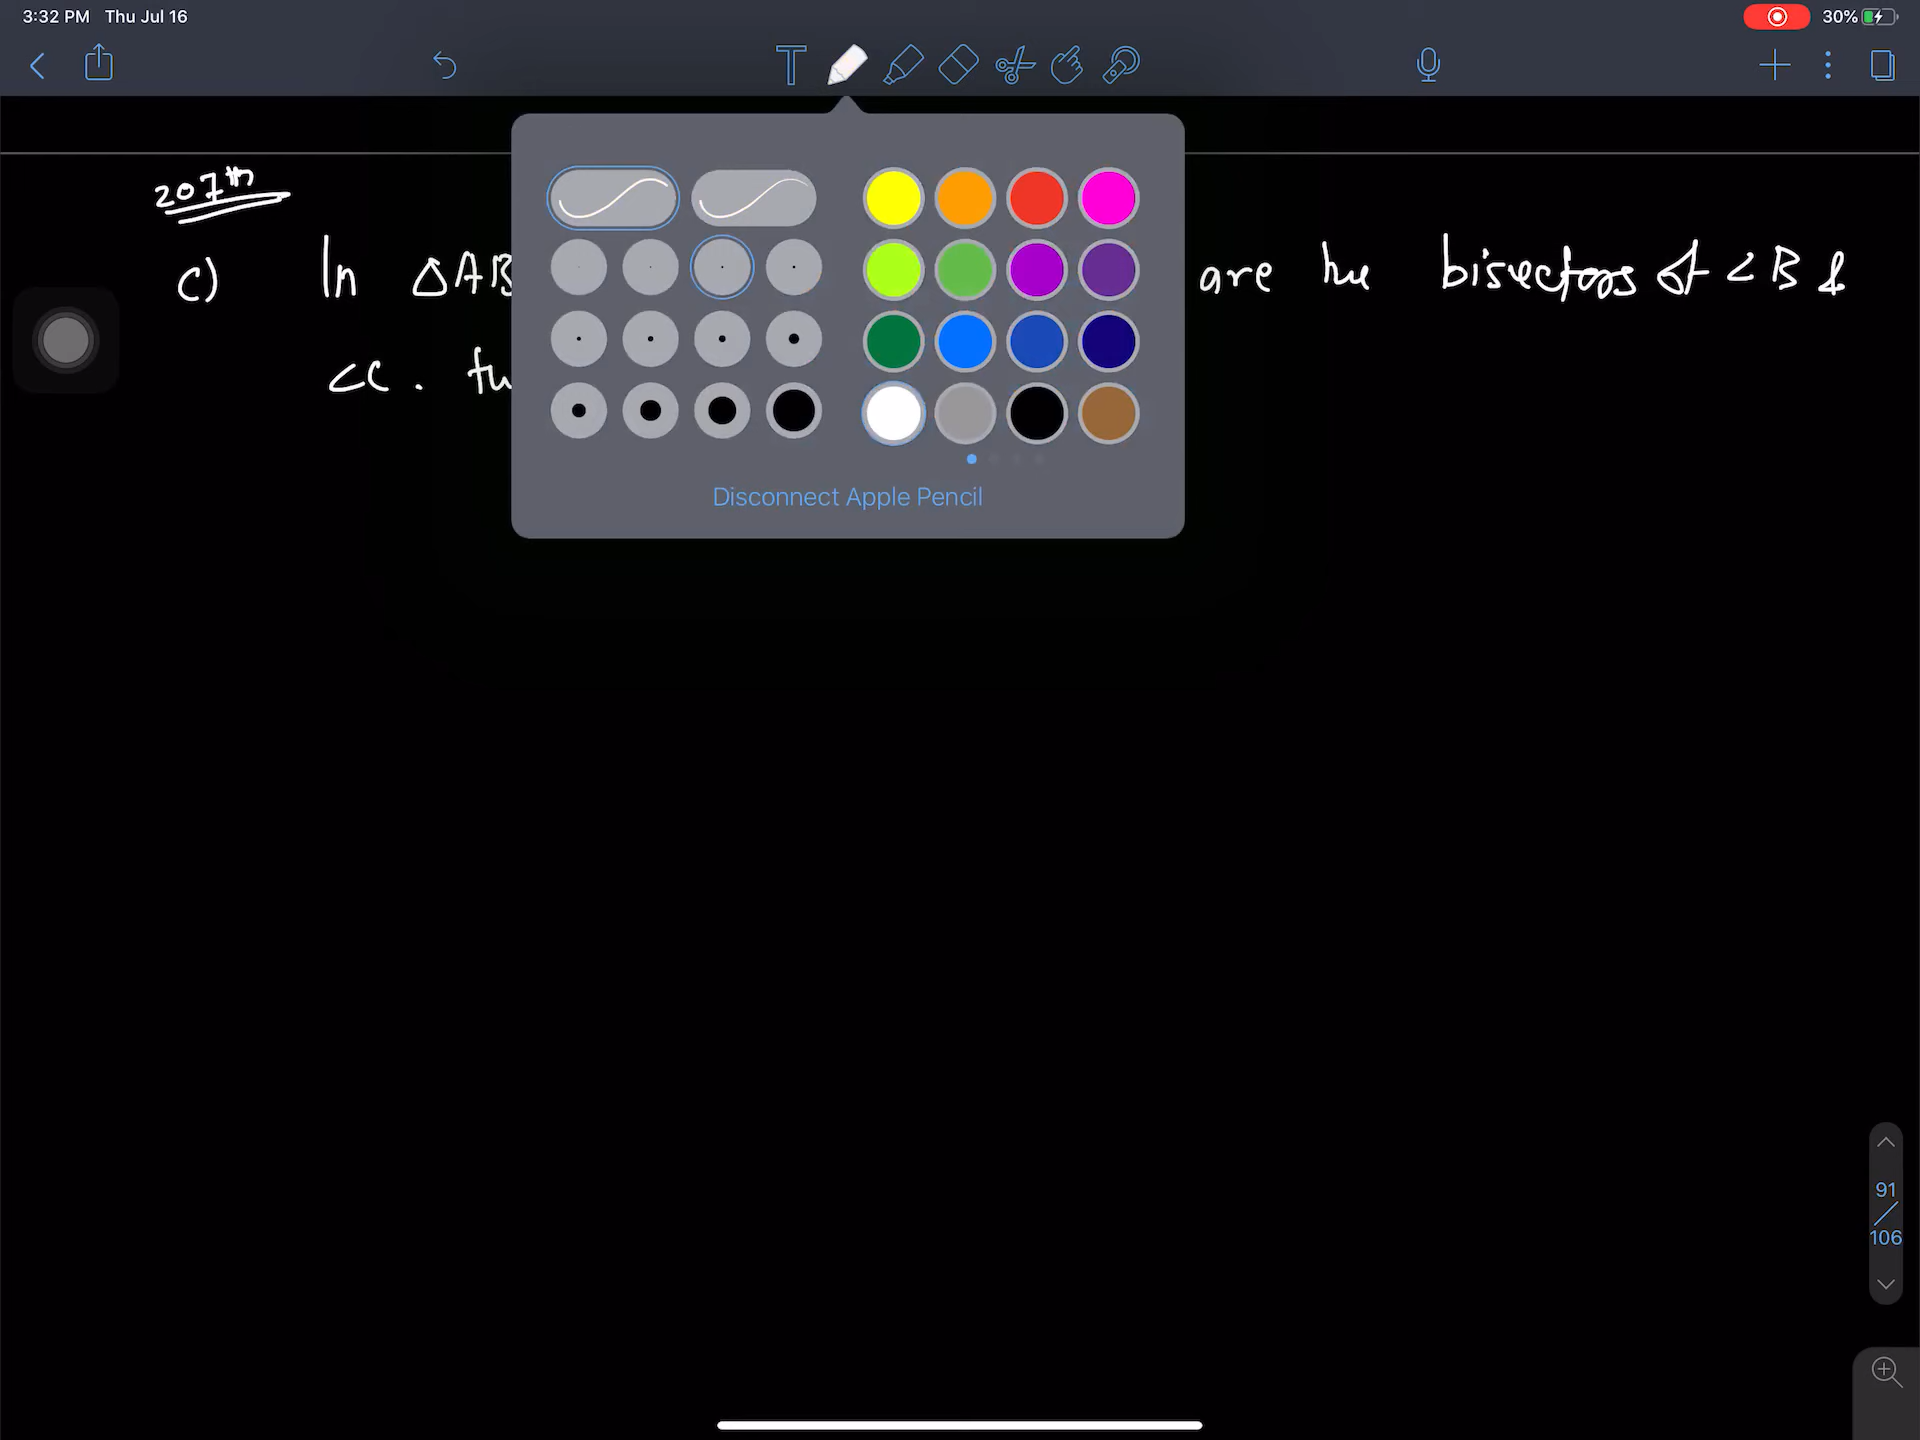 3:32 PM Thu Jul 16
30%
207th
c) In ΔAB are the bisectors of ∠B &
∠C. th
Disconnect Apple Pencil
91
106